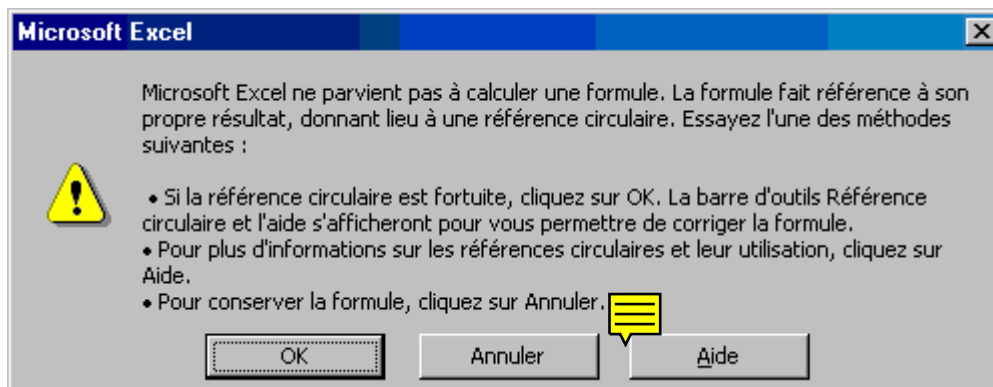 Microsoft Excel
Microsoft Excel ne parvient pas à calculer une formule. La formule fait référence à son
propre résultat, donnant lieu à une référence circulaire. Essayez l'une des méthodes
suivantes :
• Si la référence circulaire est fortuite, cliquez sur OK. La barre d'outils Référence
circulaire et l'aide s'afficheront pour vous permettre de corriger la formule.
• Pour plus d'informations sur les références circulaires et leur utilisation, cliquez sur
Aide.
• Pour conserver la formule, cliquez sur Annuler.
OK Annuler Aide